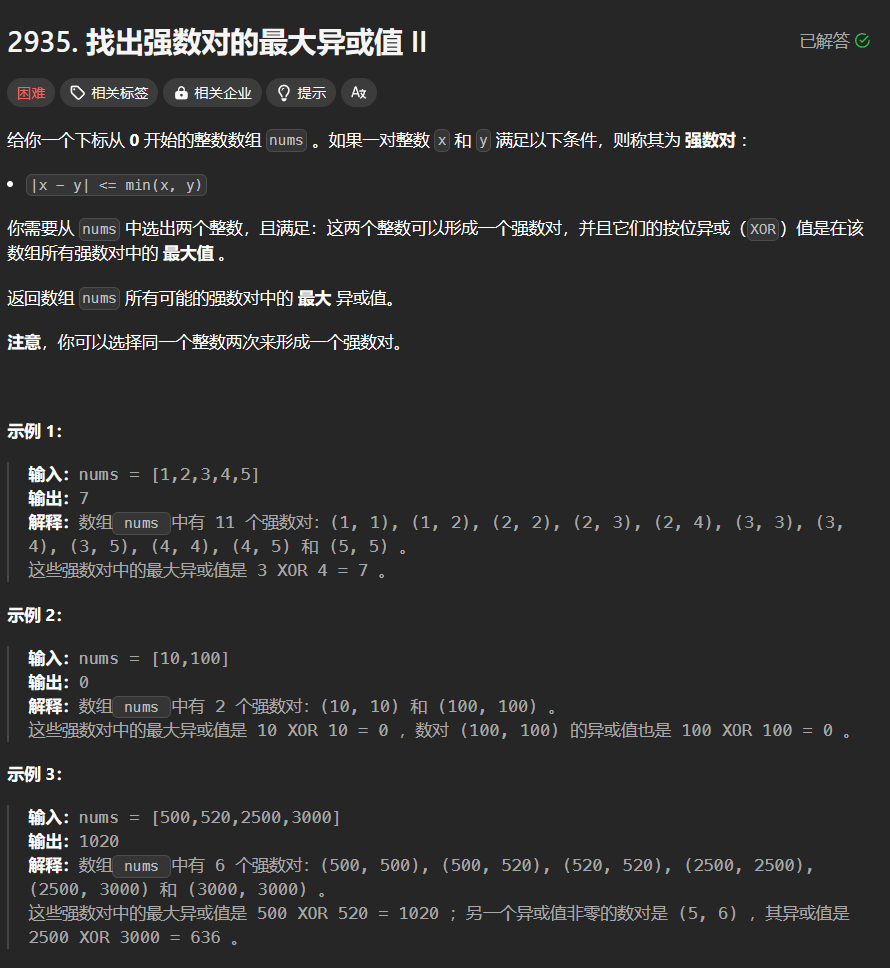 2935. 找出强数对的最大异或值 II
已解答
困难 相关标签 相关企业 提示
给你一个下标从 0 开始的整数数组 nums 。如果一对整数 x 和 y 满足以下条件，则称其为 强数对 ：
• |x - y| <= min(x, y)
你需要从 nums 中选出两个整数，且满足：这两个整数可以形成一个强数对，并且它们的按位异或（XOR）值是在该
数组所有强数对中的 最大值 。
返回数组 nums 所有可能的强数对中的 最大 异或值。
注意，你可以选择同一个整数两次来形成一个强数对。
示例 1：
输入：nums = [1,2,3,4,5]
输出：7
解释：数组 nums 中有 11 个强数对：(1, 1), (1, 2), (2, 2), (2, 3), (2, 4), (3, 3), (3,
4), (3, 5), (4, 4), (4, 5) 和 (5, 5) 。
这些强数对中的最大异或值是 3 XOR 4 = 7 。
示例 2：
输入：nums = [10,100]
输出：0
解释：数组 nums 中有 2 个强数对：(10, 10) 和 (100, 100) 。
这些强数对中的最大异或值是 10 XOR 10 = 0 ，数对 (100, 100) 的异或值也是 100 XOR 100 = 0 。
示例 3：
输入：nums = [500,520,2500,3000]
输出：1020
解释：数组 nums 中有 6 个强数对：(500, 500), (500, 520), (520, 520), (2500, 2500),
(2500, 3000) 和 (3000, 3000) 。
这些强数对中的最大异或值是 500 XOR 520 = 1020 ；另一个异或值非零的数对是 (5, 6) ，其异或值是
2500 XOR 3000 = 636 。